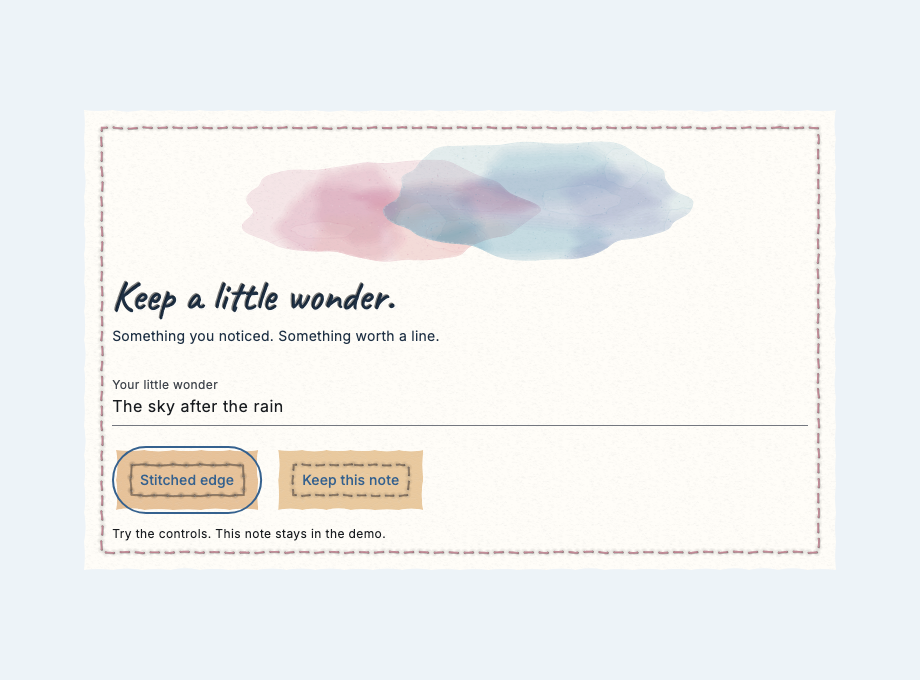 Keep a little wonder.
Something you noticed. Something worth a line.
Your little wonder
The sky after the rain
Stitched edge
Keep this note
Try the controls. This note stays in the demo.